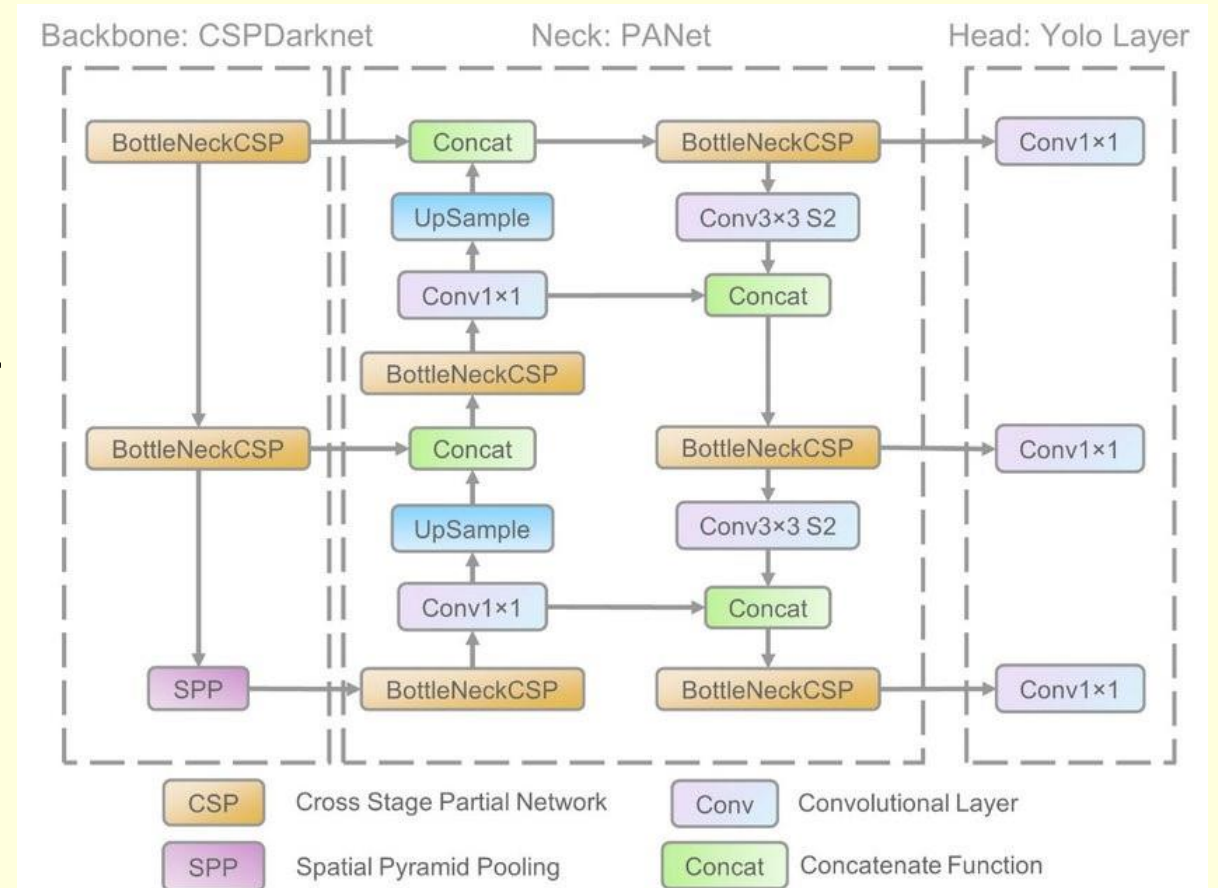 Backbone: CSPDarknet Neck: PANet Head: Yolo Layer
BottleNeckCSP Concat BottleNeckCSP Conv1×1
UpSample Conv3×3 S2
Conv1×1 Concat
BottleNeckCSP
BottleNeckCSP Concat BottleNeckCSP Conv1×1
UpSample Conv3×3 S2
Conv1×1 Concat
SPP BottleNeckCSP BottleNeckCSP Conv1×1
CSP Cross Stage Partial Network Conv Convolutional Layer
SPP Spatial Pyramid Pooling Concat Concatenate Function